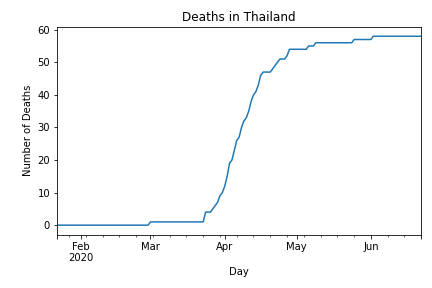 Deaths in Thailand
60
50
40
30
20
10
0
Number of Deaths
Feb
2020
Mar
Apr
May
Jun
Day